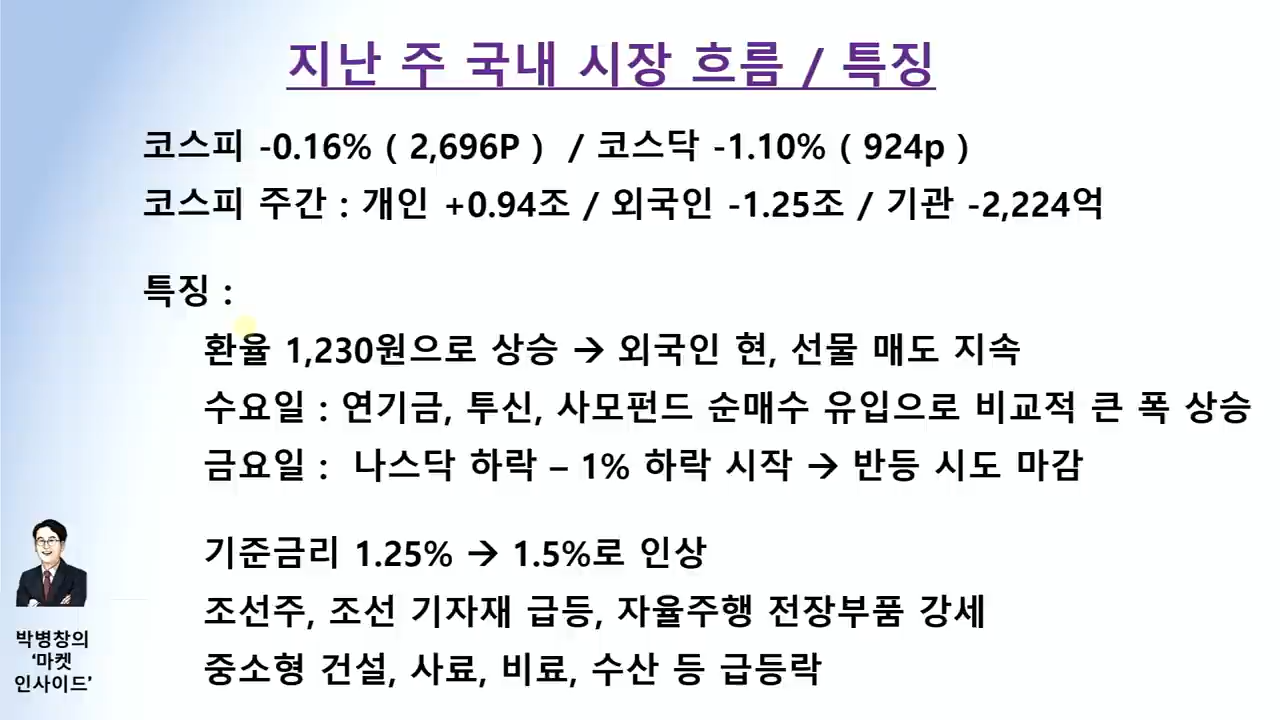 지난 주 국내 시장 흐름 / 특징
코스피 -0.16% ( 2,696P ) / 코스닥 -1.10% ( 924p )
코스피 주간 : 개인 +0.94조 / 외국인 -1.25조 / 기관 -2,224억
특징 :
환율 1,230원으로 상승 → 외국인 현, 선물 매도 지속
수요일 : 연기금, 투신, 사모펀드 순매수 유입으로 비교적 큰 폭 상승
금요일 : 나스닥 하락 – 1% 하락 시작 → 반등 시도 마감
기준금리 1.25% → 1.5%로 인상
조선주, 조선 기자재 급등, 자율주행 전장부품 강세
중소형 건설, 사료, 비료, 수산 등 급등락
박병창의
‘마켓
인사이드’